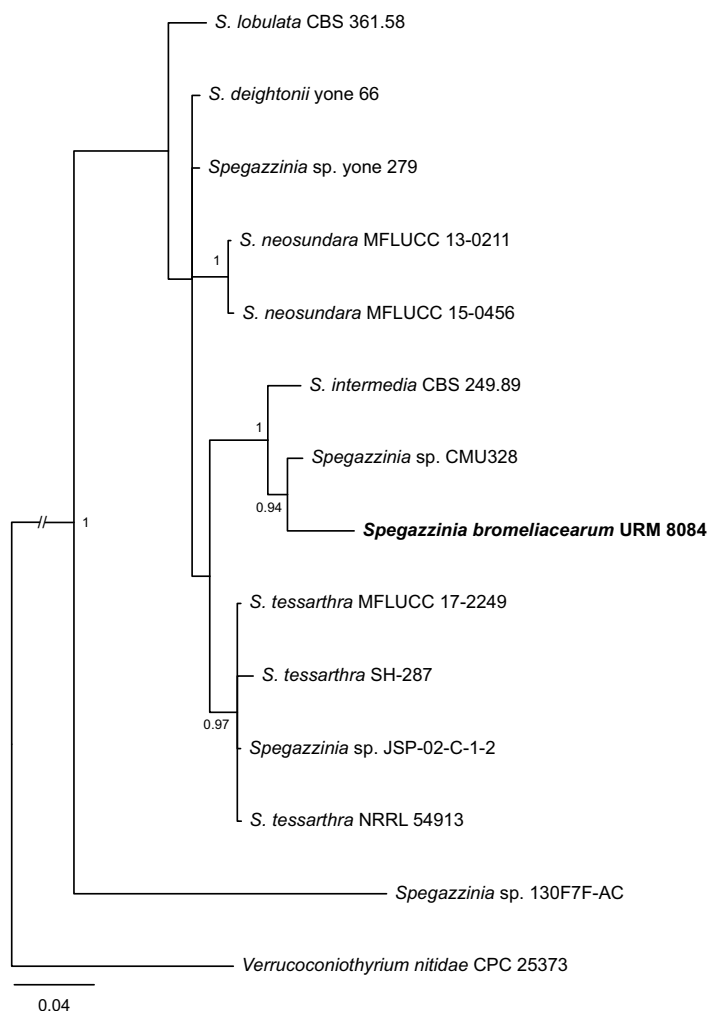 S. lobulata CBS 361.58
S. deightonii yone 66
Spegazzinia sp. yone 279
S. neosundara MFLUCC 13-0211
1
S. neosundara MFLUCC 15-0456
S. intermedia CBS 249.89
1
Spegazzinia sp. CMU328
0.94
Spegazzinia bromeliacearum URM 8084
1
S. tessarthra MFLUCC 17-2249
S. tessarthra SH-287
0.97
Spegazzinia sp. JSP-02-C-1-2
S. tessarthra NRRL 54913
Spegazzinia sp. 130F7F-AC
Verrucoconiothyrium nitidae CPC 25373
0.04